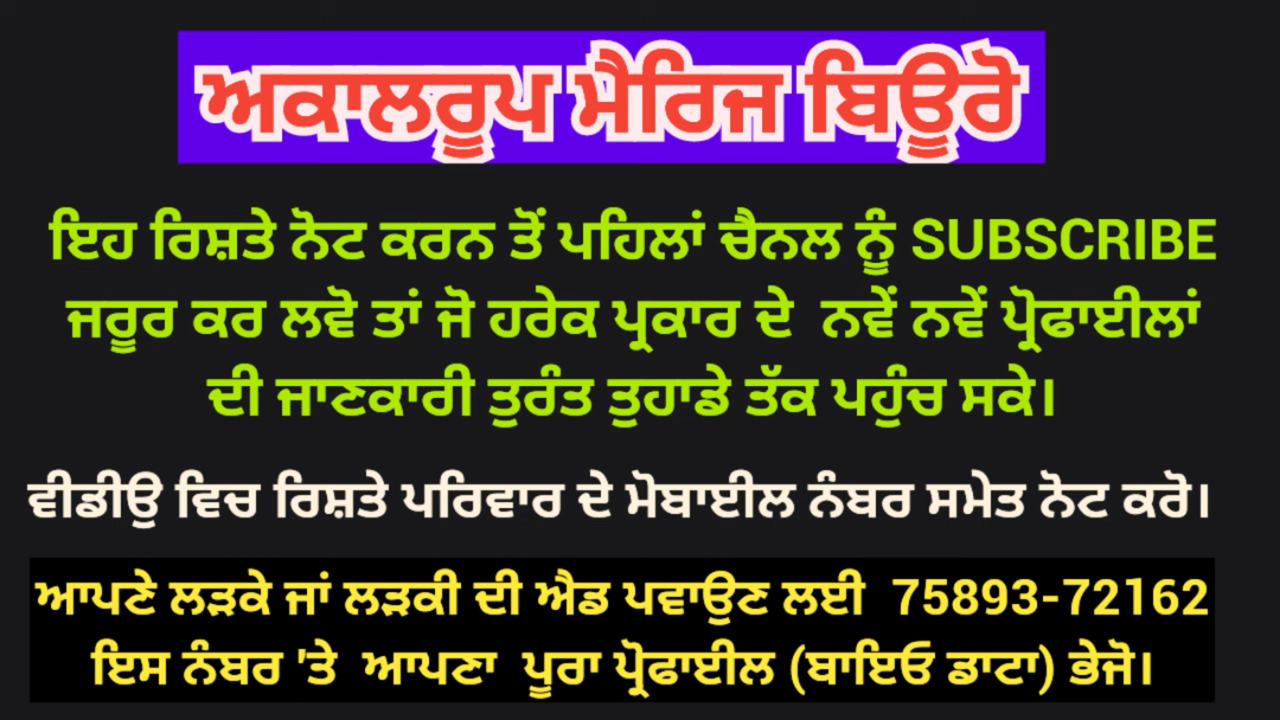 ਅਕਾਲਰੂਪ ਮੈਰਿਜ ਬਿਊਰੋ
ਇਹ ਰਿਸ਼ਤੇ ਨੋਟ ਕਰਨ ਤੋਂ ਪਹਿਲਾਂ ਚੈਨਲ ਨੂੰ SUBSCRIBE
ਜਰੂਰ ਕਰ ਲਵੋ ਤਾਂ ਜੋ ਹਰੇਕ ਪ੍ਰਕਾਰ ਦੇ ਨਵੇਂ ਨਵੇਂ ਪ੍ਰੋਫਾਈਲਾਂ
ਦੀ ਜਾਣਕਾਰੀ ਤੁਰੰਤ ਤੁਹਾਡੇ ਤੱਕ ਪਹੁੰਚ ਸਕੇ।
ਵੀਡੀਉ ਵਿਚ ਰਿਸ਼ਤੇ ਪਰਿਵਾਰ ਦੇ ਮੋਬਾਈਲ ਨੰਬਰ ਸਮੇਤ ਨੋਟ ਕਰੋ।
ਆਪਣੇ ਲੜਕੇ ਜਾਂ ਲੜਕੀ ਦੀ ਐਡ ਪਵਾਉਣ ਲਈ 75893-72162
ਇਸ ਨੰਬਰ 'ਤੇ ਆਪਣਾ ਪੂਰਾ ਪ੍ਰੋਫਾਈਲ (ਬਾਇਓ ਡਾਟਾ) ਭੇਜੋ।